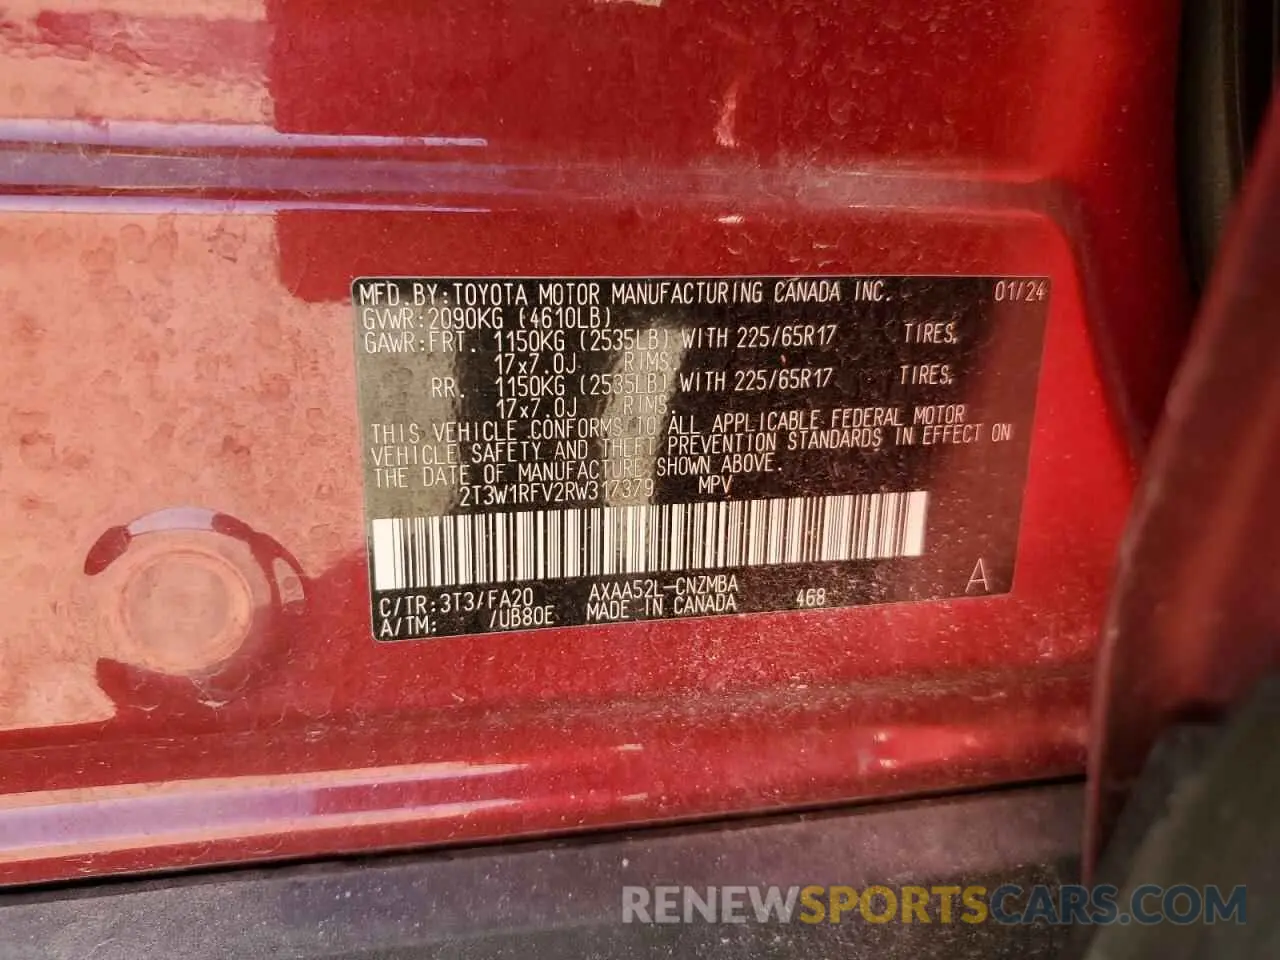 MFD.BY:TOYOTA MOTOR MANUFACTURING CANADA INC. 01/24
GVWR:2090KG (4610LB)
GAWR:FRT. 1150KG (2535LB) WITH 225/65R17 TIRES,
17x7.0J RIMS.
RR. 1150KG (2535LB) WITH 225/65R17 TIRES,
17x7.0J RIMS.
THIS VEHICLE CONFORMS TO ALL APPLICABLE FEDERAL MOTOR
VEHICLE SAFETY AND THEFT PREVENTION STANDARDS IN EFFECT ON
THE DATE OF MANUFACTURE SHOWN ABOVE.
2T3W1RFV2RW317379 MPV
C/TR:3T3/FA20 AXAA52L-CNZMBA A
A/TM: /UB80E MADE IN CANADA 468
RENEWSPORTSCARS.COM